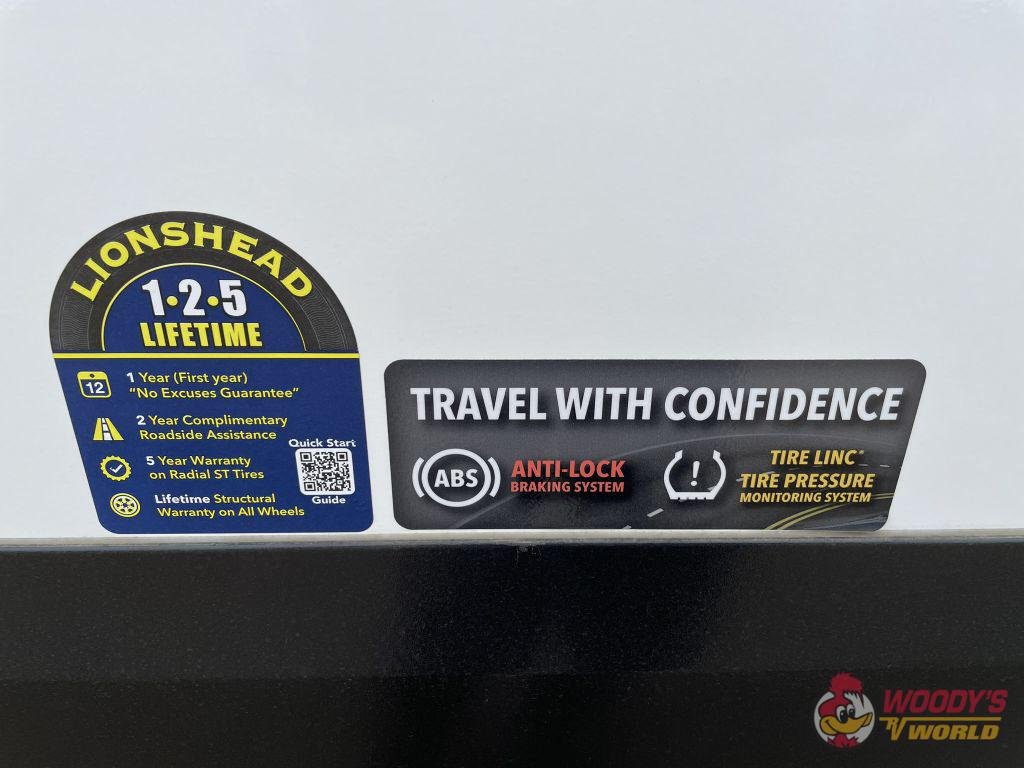 LIONSHEAD
1•2•5
LIFETIME
12
1 Year (First year)
"No Excuses Guarantee"
2 Year Complimentary
Roadside Assistance
5 Year Warranty
on Radial ST Tires
Lifetime Structural
Warranty on All Wheels
Quick Start
Guide
TRAVEL WITH CONFIDENCE
ABS
ANTI-LOCK
BRAKING SYSTEM
!
TIRE LINC®
TIRE PRESSURE
MONITORING SYSTEM
WOODY'S
RV WORLD